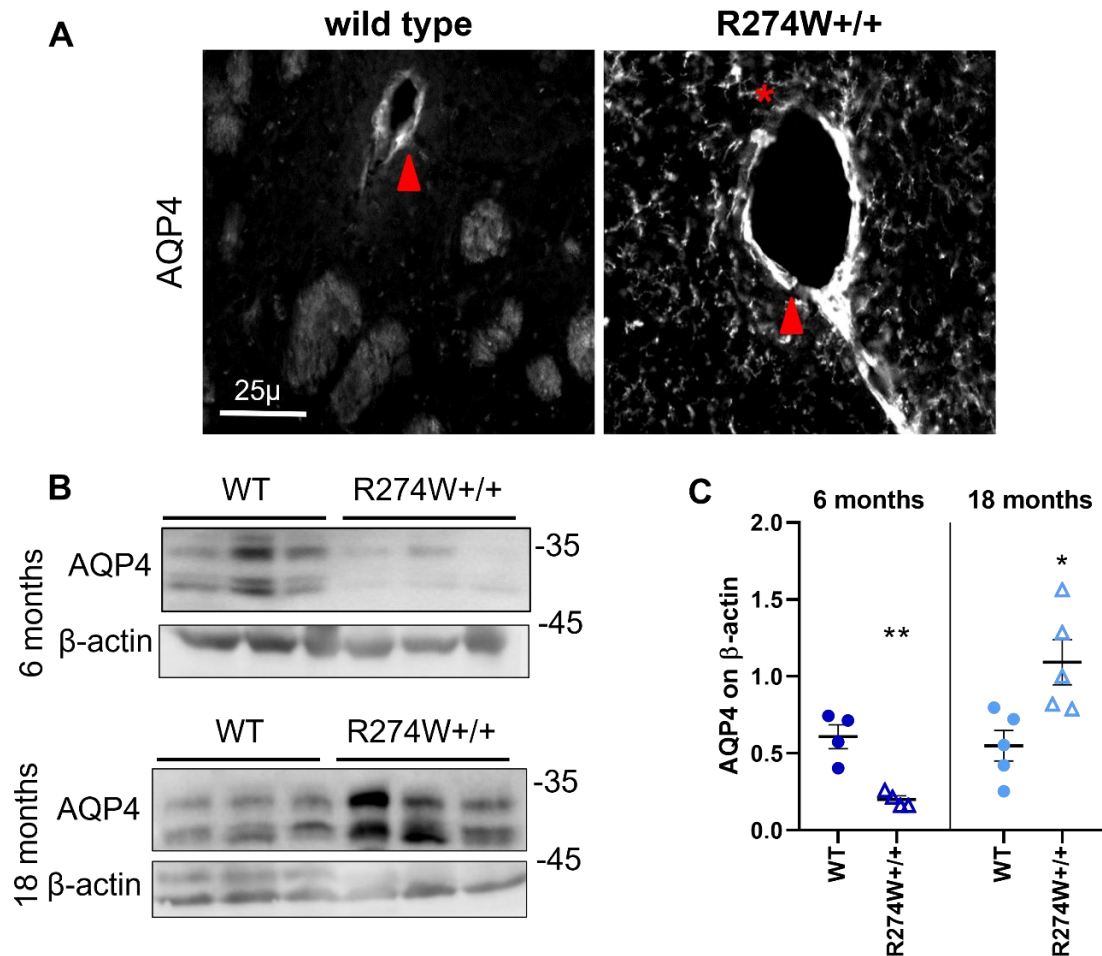 A
wild type
R274W+/+
AQP4
25µ
*
B
WT
R274W+/+
6 months
AQP4
-35
β-actin
-45
WT
R274W+/+
18 months
AQP4
-35
β-actin
-45
C
6 months
18 months
AQP4 on β-actin
2.0
1.5
1.0
0.5
0.0
**
*
WT
R274W+/+
WT
R274W+/+